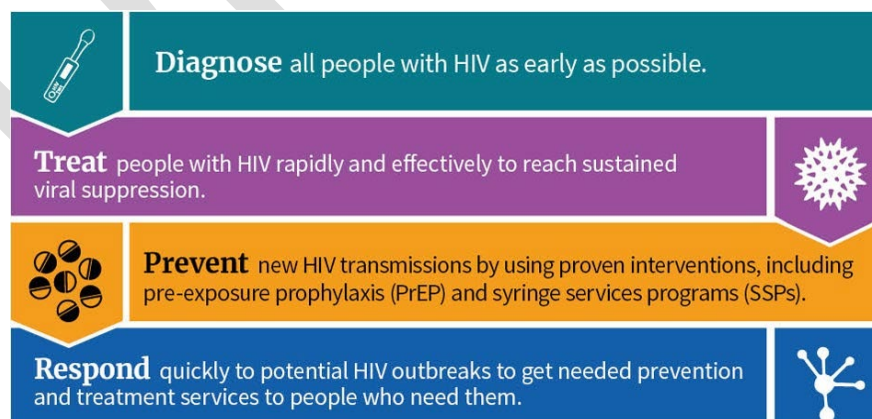 Diagnose all people with HIV as early as possible.
Treat people with HIV rapidly and effectively to reach sustained
viral suppression.
Prevent new HIV transmissions by using proven interventions, including
pre-exposure prophylaxis (PrEP) and syringe services programs (SSPs).
Respond quickly to potential HIV outbreaks to get needed prevention
and treatment services to people who need them.